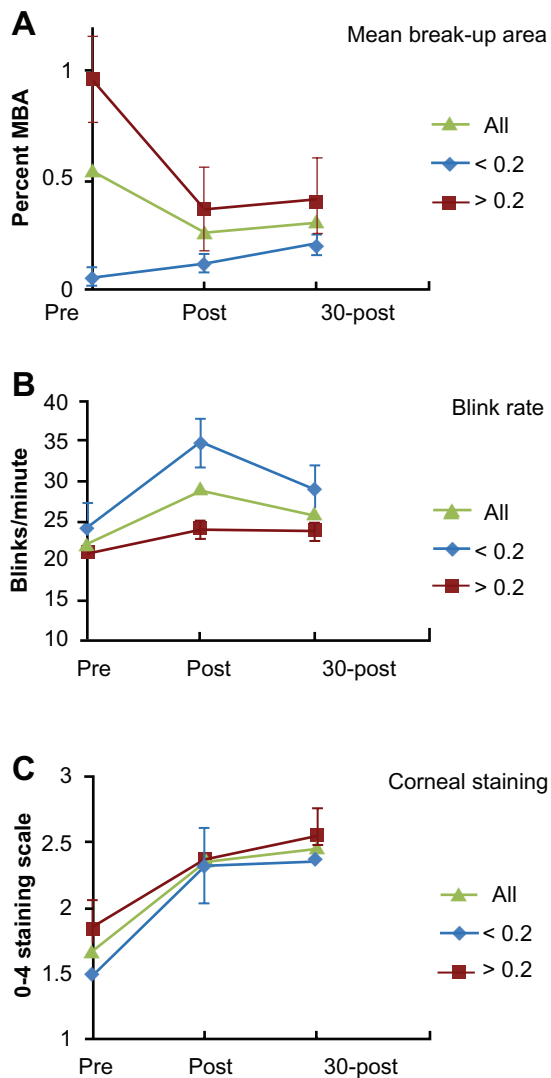 A
Mean break-up area
Percent MBA
1
0.5
0
Pre Post 30-post
All
< 0.2
> 0.2
B
Blink rate
Blinks/minute
40
35
30
25
20
15
10
Pre Post 30-post
All
< 0.2
> 0.2
C
Corneal staining
0-4 staining scale
3
2.5
2
1.5
1
Pre Post 30-post
All
< 0.2
> 0.2